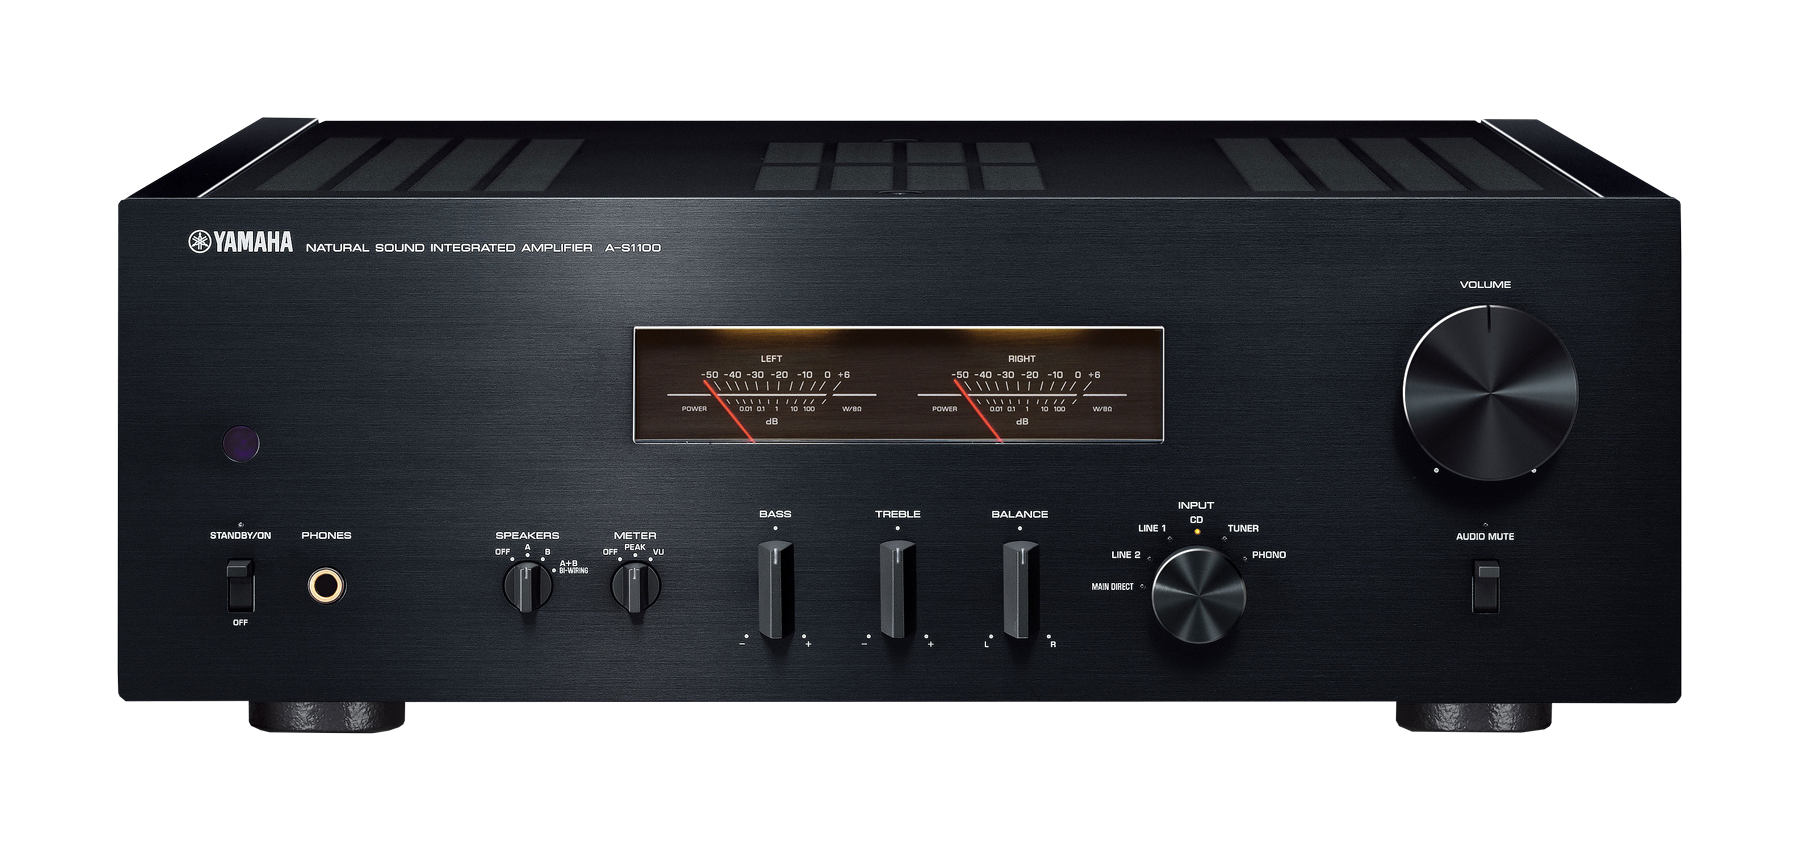 YAMAHA NATURAL SOUND INTEGRATED AMPLIFIER A-S1100
VOLUME
LEFT
-50 -40 -30 -20 -10 0 +6
POWER 0.01 0.1 1 10 100 W/8Ω
dB
RIGHT
-50 -40 -30 -20 -10 0 +6
POWER 0.01 0.1 1 10 100 W/8Ω
dB
STANDBY/ON
OFF
PHONES
SPEAKERS
OFF A B
A+B
BI-WIRING
METER
OFF PEAK VU
BASS
- +
TREBLE
- +
BALANCE
L R
INPUT
CD
LINE 1 TUNER
LINE 2 PHONO
MAIN DIRECT
AUDIO MUTE